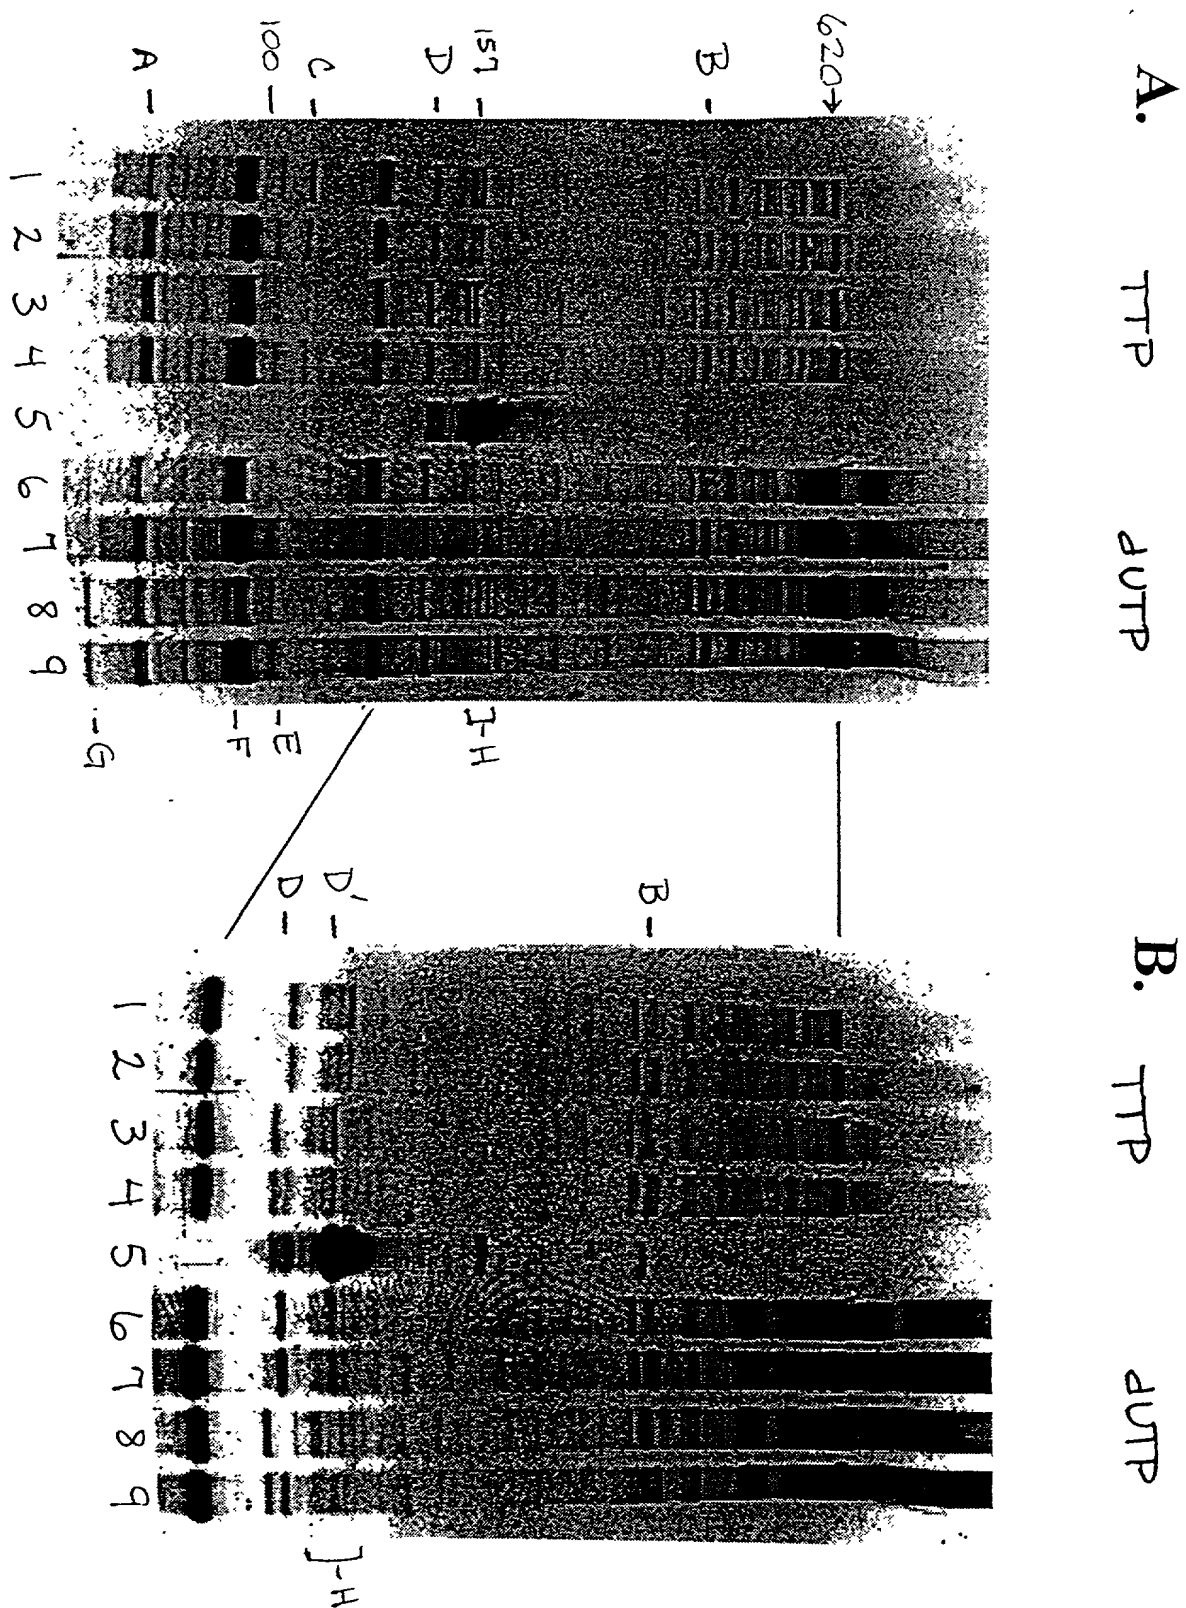 A.
TTP dUTP
620→
B –
157 –
D –
C –
100 –
A –
]-H
– E
– F
– G
1 2 3 4 5 6 7 8 9
B.
TTP dUTP
B –
D' –
D –
]-H
1 2 3 4 5 6 7 8 9